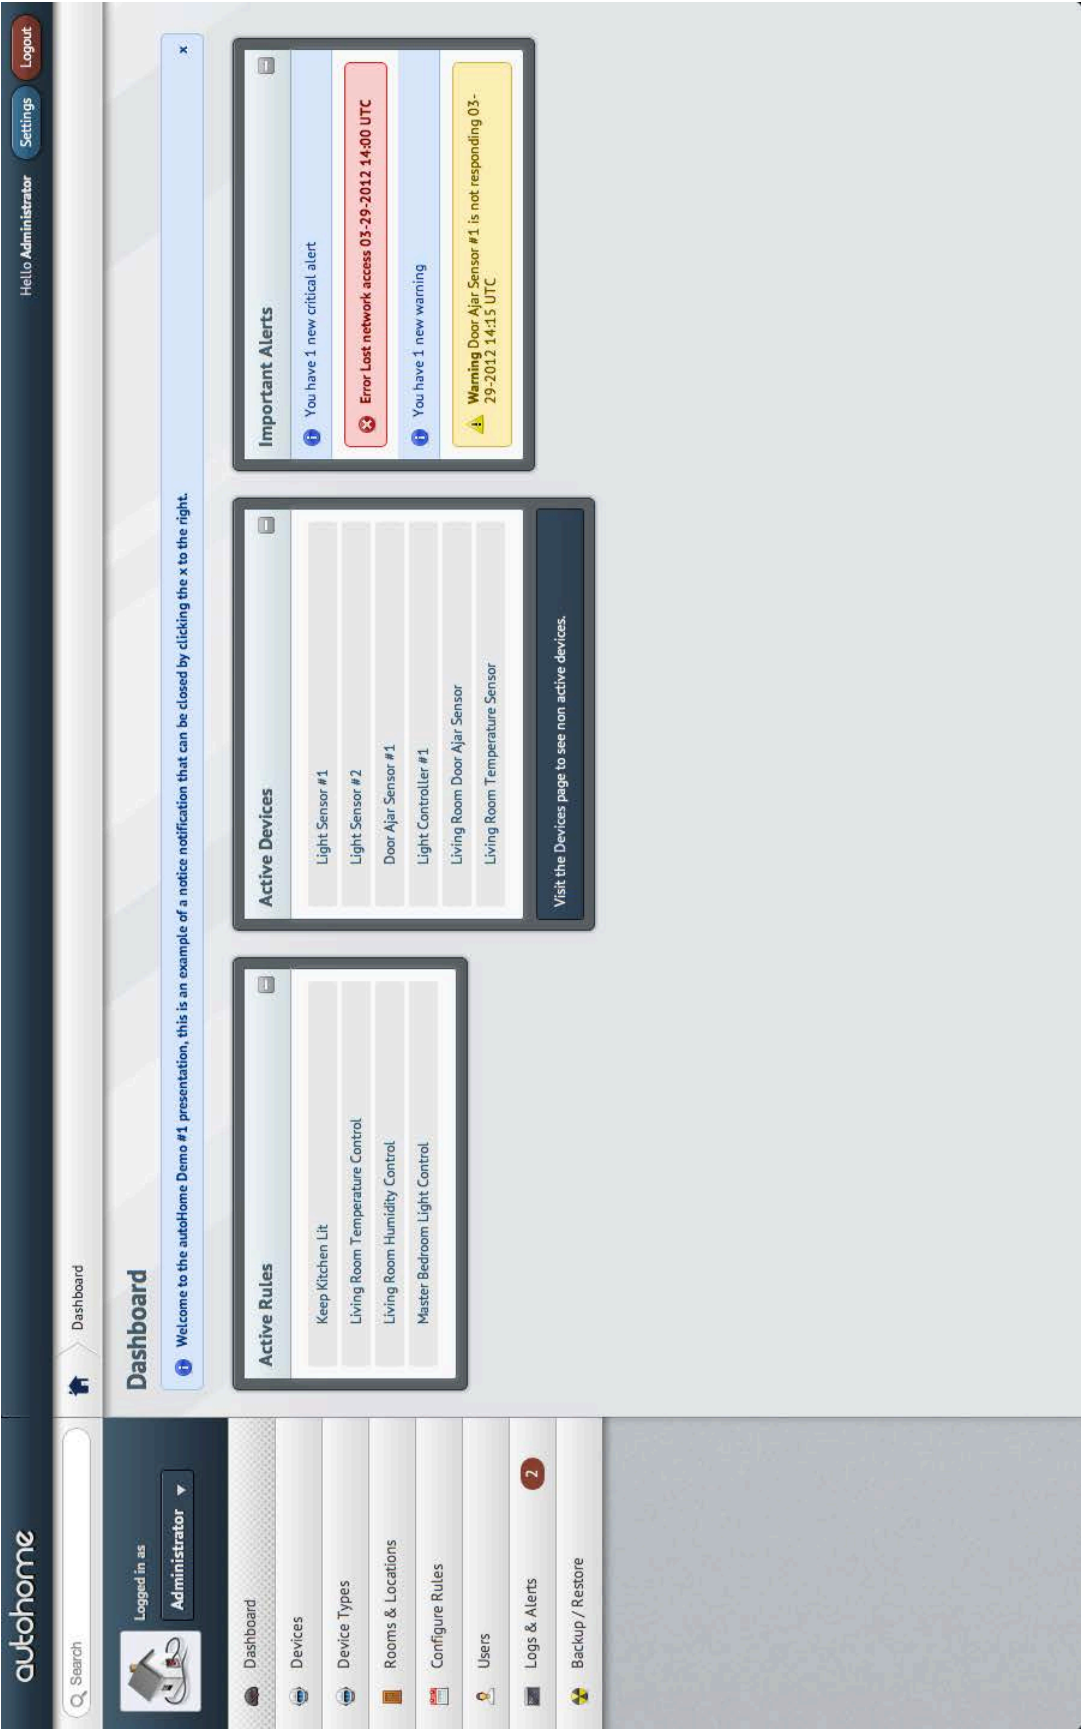 autohome
Hello Administrator
Settings
Logout
Search
Dashboard
Logged in as
Administrator
Dashboard
Devices
Device Types
Rooms & Locations
Configure Rules
Users
Logs & Alerts
2
Backup / Restore
Dashboard
Welcome to the autoHome Demo #1 presentation, this is an example of a notice notification that can be closed by clicking the x to the right.
x
Active Rules
Keep Kitchen Lit
Living Room Temperature Control
Living Room Humidity Control
Master Bedroom Light Control
Active Devices
Light Sensor #1
Light Sensor #2
Door Ajar Sensor #1
Light Controller #1
Living Room Door Ajar Sensor
Living Room Temperature Sensor
Visit the Devices page to see non active devices.
Important Alerts
You have 1 new critical alert
Error Lost network access 03-29-2012 14:00 UTC
You have 1 new warning
Warning Door Ajar Sensor #1 is not responding 03-
29-2012 14:15 UTC